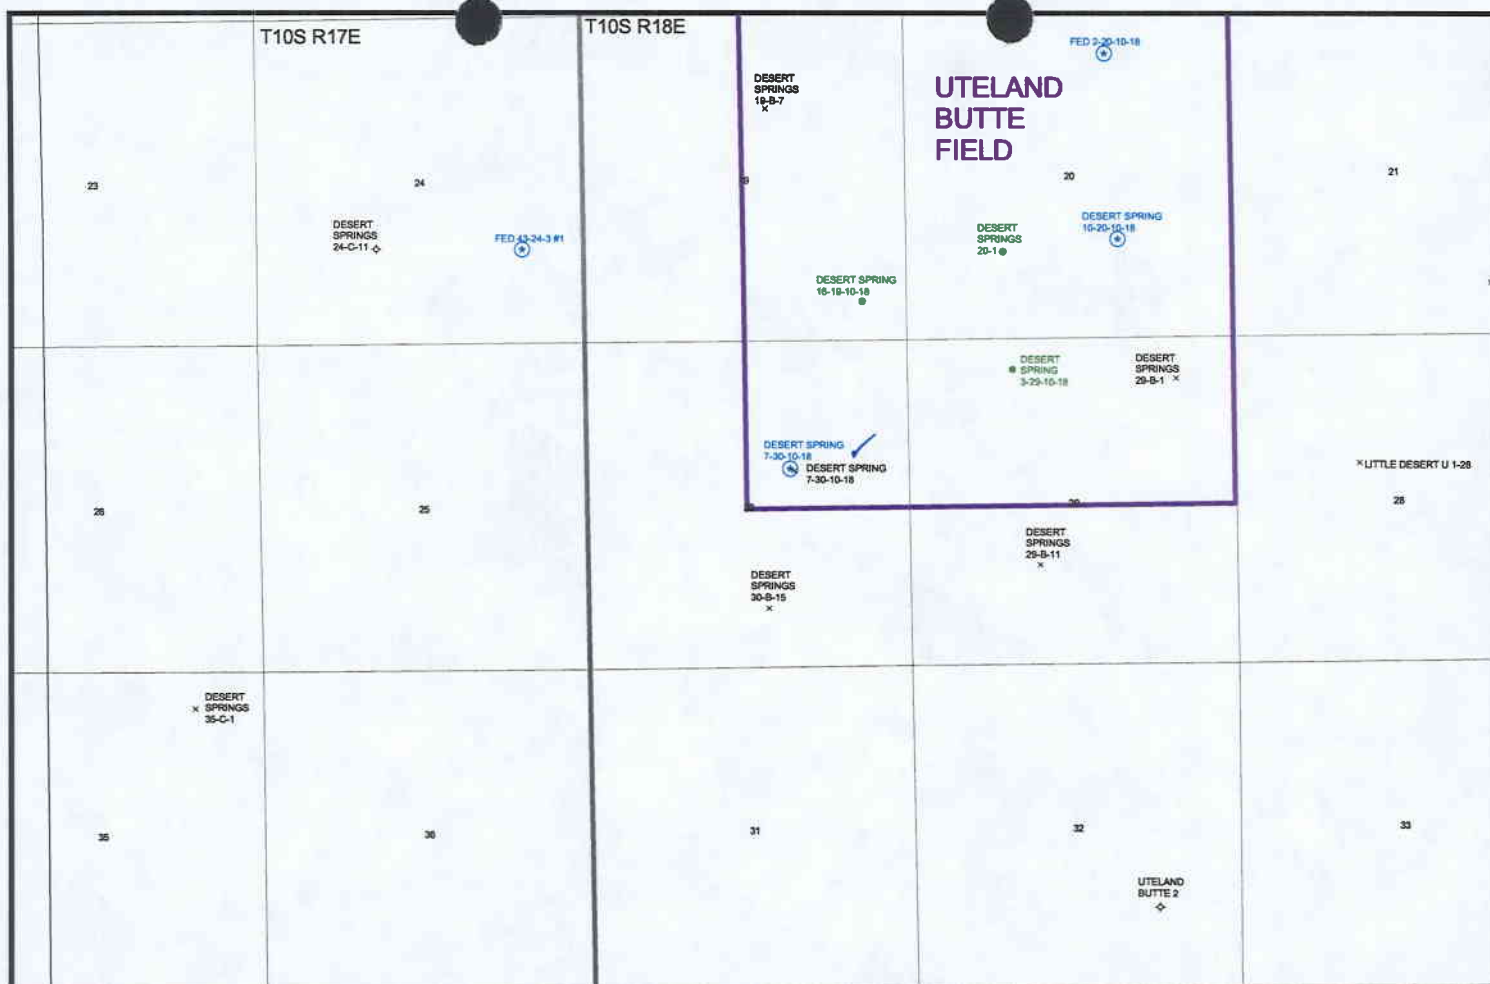 T10S R17E
T10S R18E
FED 2-20-10-18
DESERT
SPRINGS
19-B-7
UTELAND
BUTTE
FIELD
23
24
20
21
DESERT
SPRINGS
24-C-11
FED 43-24-3 #1
DESERT
SPRINGS
20-1
DESERT SPRING
10-20-10-18
DESERT SPRING
16-19-10-18
DESERT
SPRING
3-29-10-18
DESERT
SPRINGS
29-B-1
DESERT SPRING
7-30-10-18
DESERT SPRING
7-30-10-18
LITTLE DESERT U 1-28
26
25
29
28
DESERT
SPRINGS
29-B-11
DESERT
SPRINGS
30-B-15
DESERT
SPRINGS
35-C-1
35
36
31
32
33
UTELAND
BUTTE 2